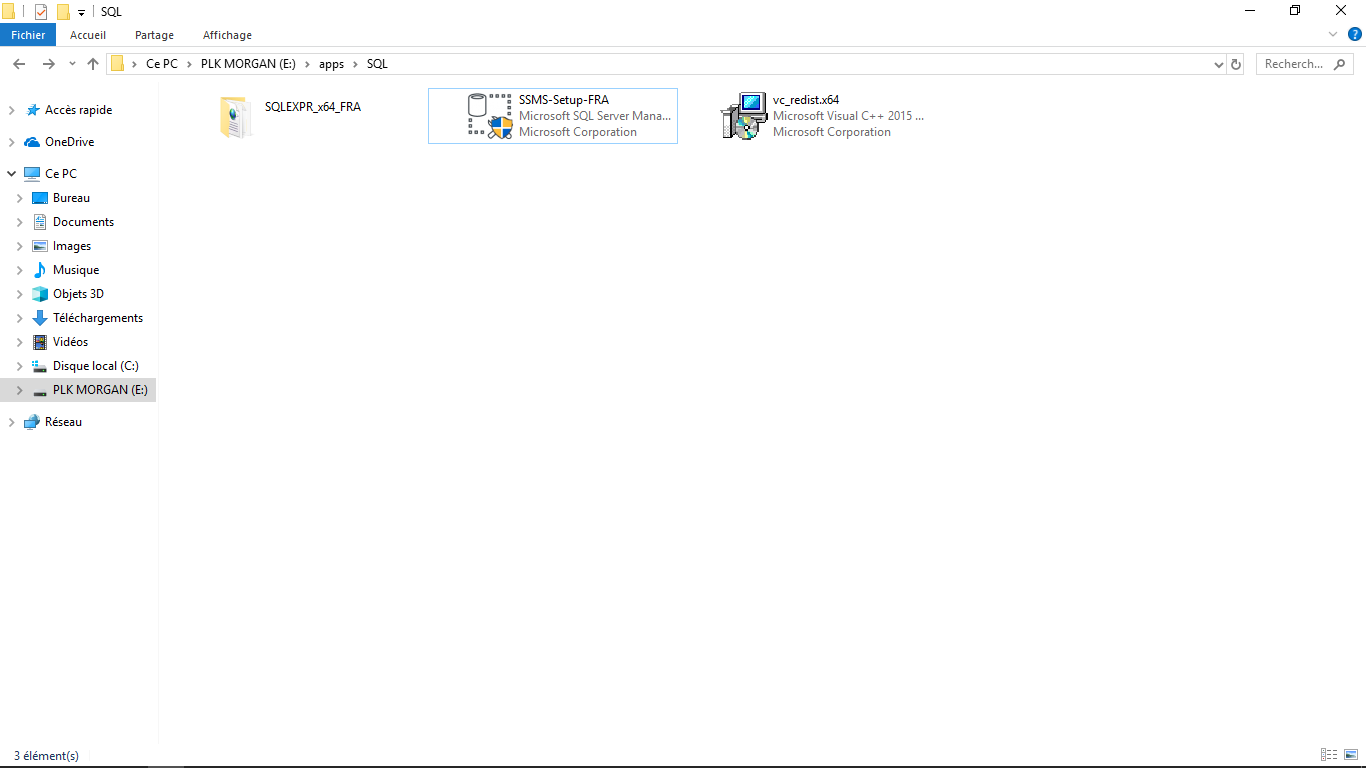 SQL
Fichier Accueil Partage Affichage
Ce PC PLK MORGAN (E:) apps SQL Recherch...
Accès rapide
OneDrive
Ce PC
Bureau
Documents
Images
Musique
Objets 3D
Téléchargements
Vidéos
Disque local (C:)
PLK MORGAN (E:)
Réseau
SQLEXPR_x64_FRA
SSMS-Setup-FRA
Microsoft SQL Server Mana...
Microsoft Corporation
vc_redist.x64
Microsoft Visual C++ 2015 ...
Microsoft Corporation
3 élément(s)